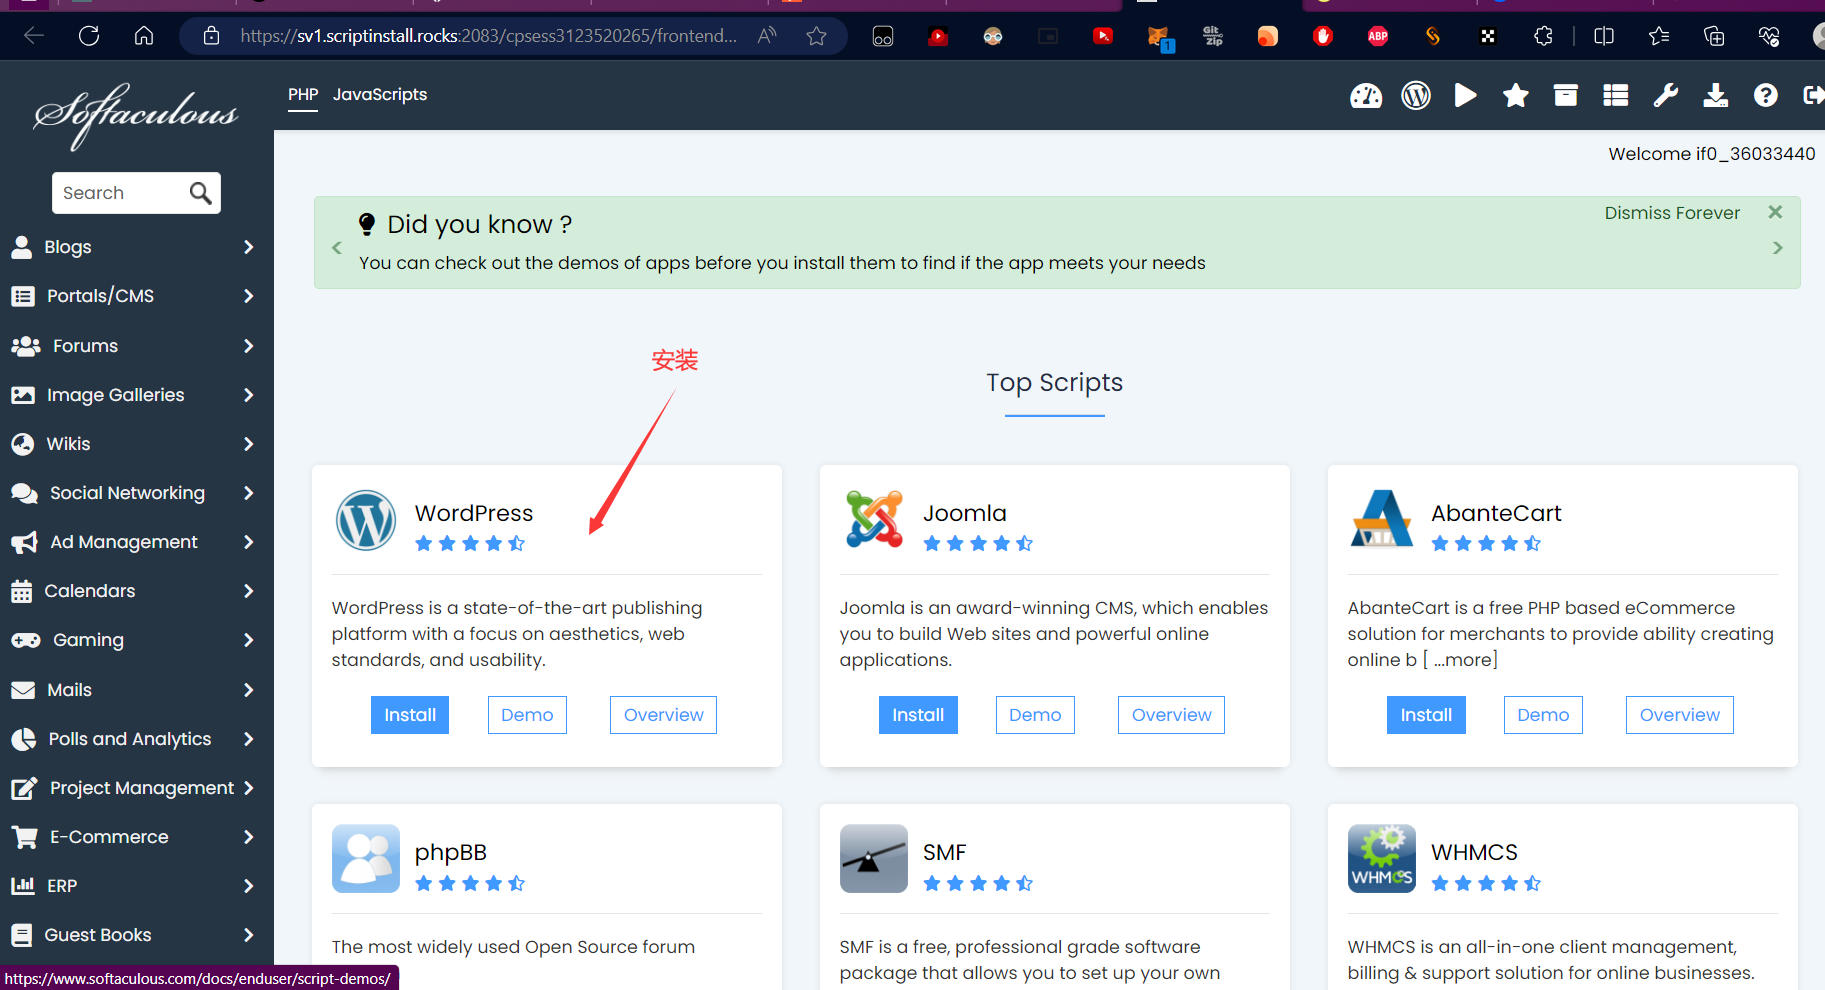 https://sv1.scriptinstall.rocks:2083/cpsess3123520265/frontend...
1
Git
Zip
ABP
Softaculous
PHP
JavaScripts
Search
Blogs
Portals/CMS
Forums
Image Galleries
Wikis
Social Networking
Ad Management
Calendars
Gaming
Mails
Polls and Analytics
Project Management
E-Commerce
ERP
Guest Books
Welcome if0_36033440
Did you know ?
Dismiss Forever
You can check out the demos of apps before you install them to find if the app meets your needs
安装
Top Scripts
WordPress
WordPress is a state-of-the-art publishing
platform with a focus on aesthetics, web
standards, and usability.
Install
Demo
Overview
Joomla
Joomla is an award-winning CMS, which enables
you to build Web sites and powerful online
applications.
Install
Demo
Overview
AbanteCart
AbanteCart is a free PHP based eCommerce
solution for merchants to provide ability creating
online b [ ...more]
Install
Demo
Overview
phpBB
The most widely used Open Source forum
SMF
SMF is a free, professional grade software
package that allows you to set up your own
WHMCS
WHMCS
WHMCS is an all-in-one client management,
billing & support solution for online businesses.
https://www.softaculous.com/docs/enduser/script-demos/